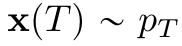 𝐱(T) ∼ p_T